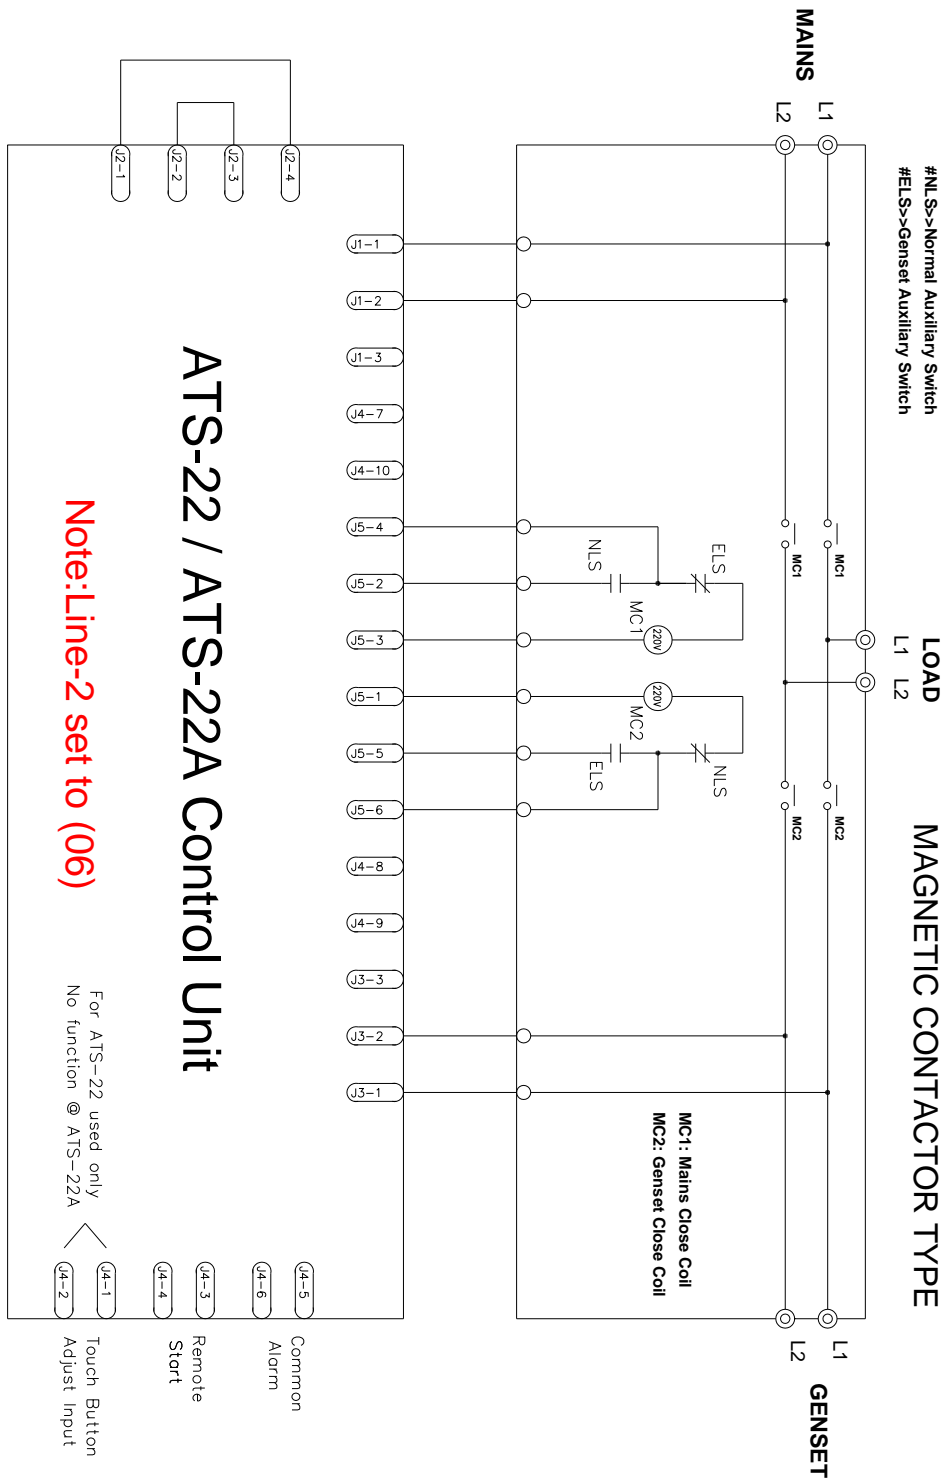 MAGNETIC CONTACTOR TYPE
#NLS>>Normal Auxiliary Switch
#ELS>>Genset Auxiliary Switch
MAINS
L1
L2
LOAD
L1
L2
GENSET
L1
L2
MC1
MC1
MC2
MC2
MC1: Mains Close Coil
MC2: Genset Close Coil
ELS
NLS
220V
MC1
220V
MC2
NLS
ELS
J1-1
J1-2
J1-3
J4-7
J4-10
J5-4
J5-2
J5-3
J5-1
J5-5
J5-6
J4-8
J4-9
J3-3
J3-2
J3-1
J2-4
J2-3
J2-2
J2-1
ATS-22 / ATS-22A Control Unit
Note:Line-2 set to (06)
For ATS-22 used only
No function @ ATS-22A
J4-5
J4-6
J4-3
J4-4
J4-1
J4-2
Common
Alarm
Remote
Start
Touch Button
Adjust Input